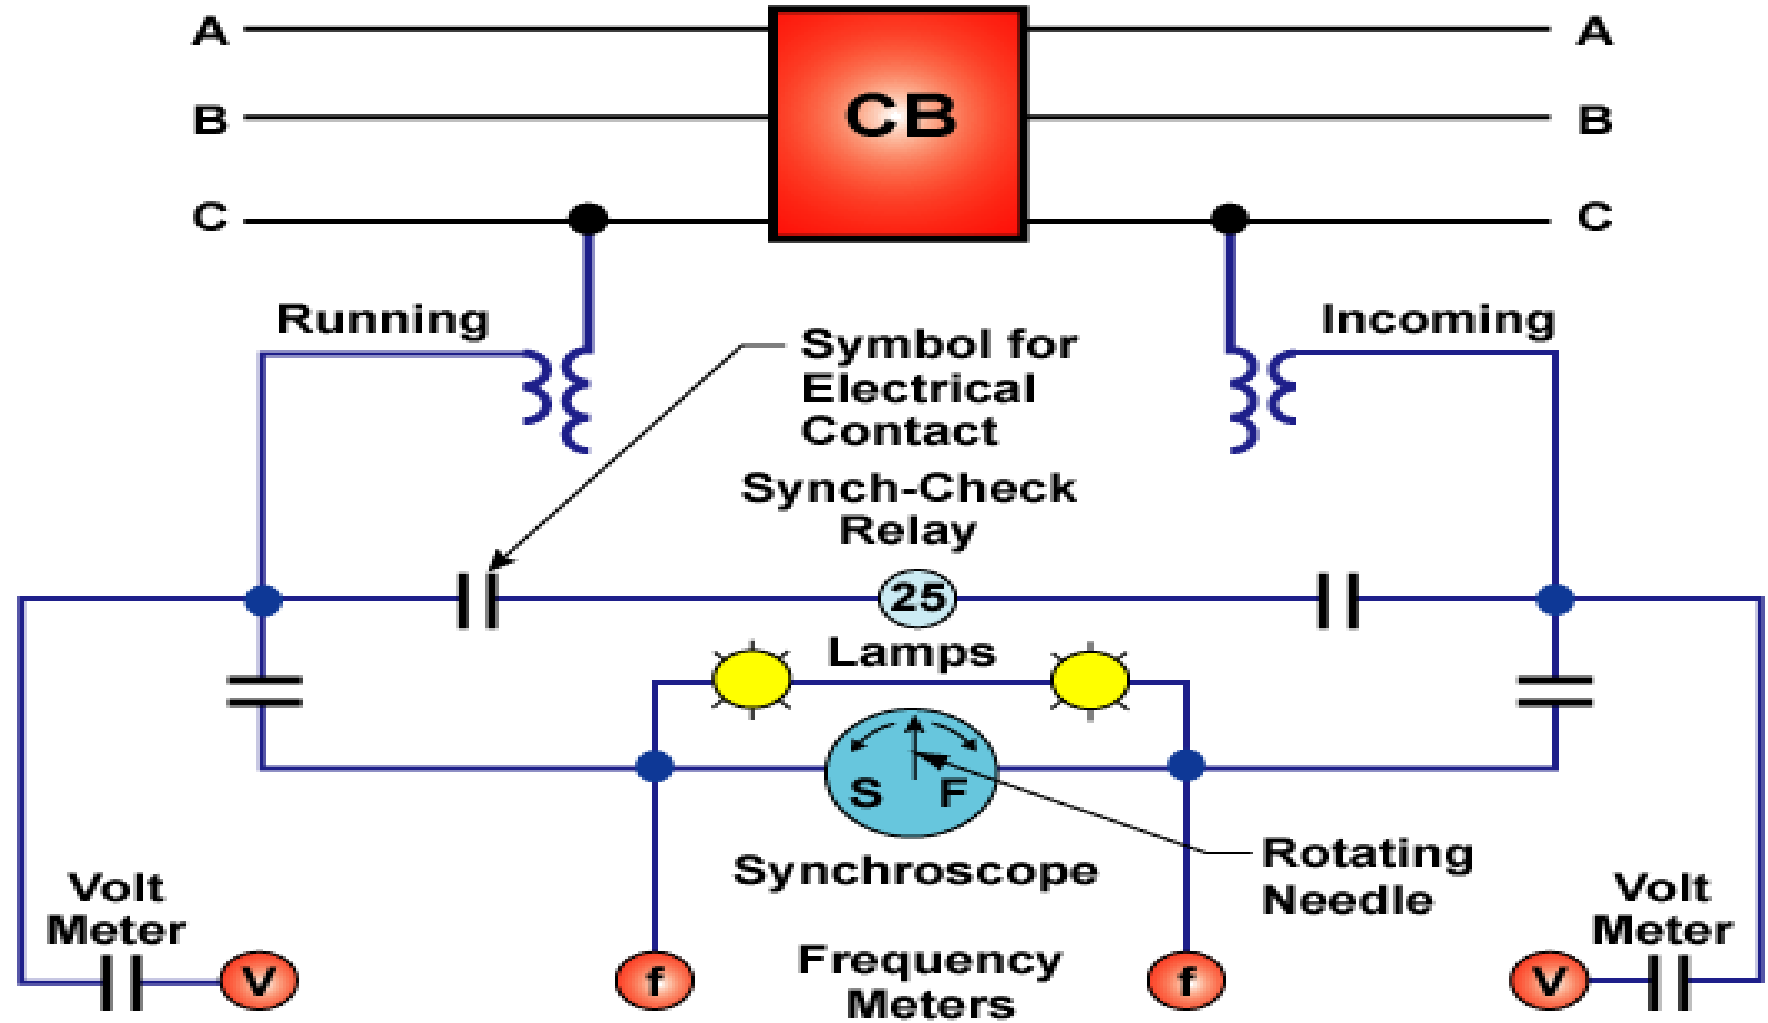 A
A
CB
B
B
C
C
Running
Incoming
Symbol for
Electrical
Contact
Synch-Check
Relay
25
Lamps
S F
Synchroscope
Rotating
Needle
Volt
Meter
Volt
Meter
Frequency
Meters
V
f
f
V